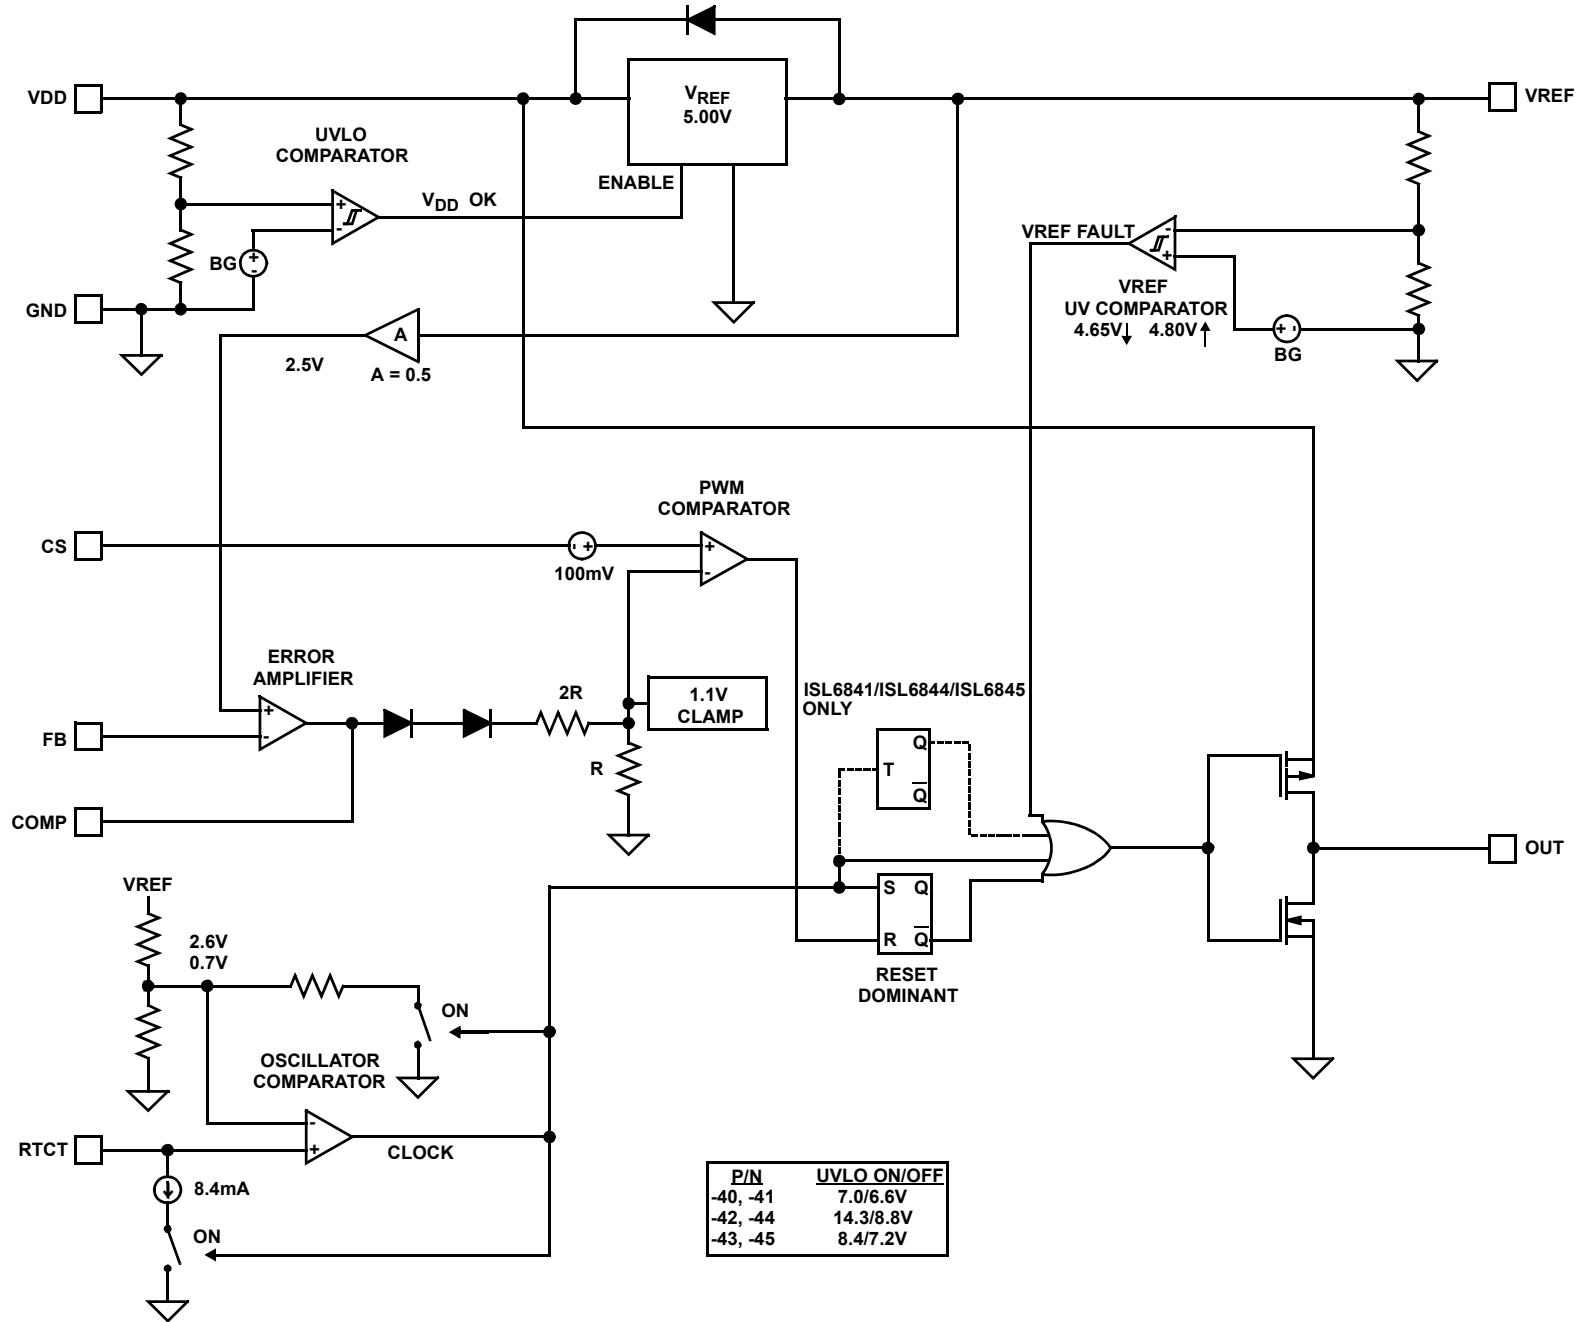 VDD
V_REF
5.00V
VREF
UVLO
COMPARATOR
+
-
V_DD OK
ENABLE
BG
+
-
GND
VREF FAULT
-
+
VREF
UV COMPARATOR
4.65V↓ 4.80V↑
+ -
BG
A
2.5V
A = 0.5
PWM
COMPARATOR
CS
- +
100mV
+
-
ERROR
AMPLIFIER
+
-
FB
COMP
2R
R
1.1V
CLAMP
ISL6841/ISL6844/ISL6845
ONLY
Q
T
Q̅
OUT
S Q
R Q̅
RESET
DOMINANT
VREF
2.6V
0.7V
ON
OSCILLATOR
COMPARATOR
-
+
RTCT
CLOCK
8.4mA
ON
P/N UVLO ON/OFF
-40, -41 7.0/6.6V
-42, -44 14.3/8.8V
-43, -45 8.4/7.2V